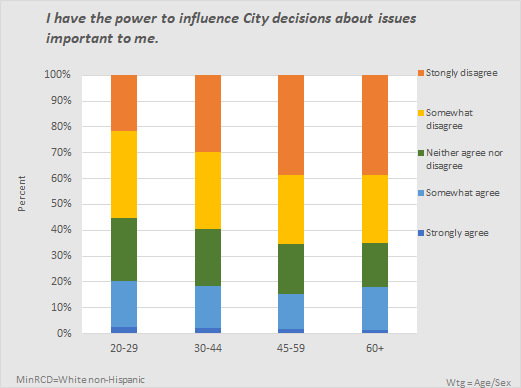 I have the power to influence City decisions about issues
important to me.
100%
90%
80%
70%
60%
50%
40%
30%
20%
10%
0%
Percent
20-29
30-44
45-59
60+
Stongly disagree
Somewhat
disagree
Neither agree nor
disagree
Somewhat agree
Strongly agree
MinRCD=White non-Hispanic
Wtg = Age/Sex